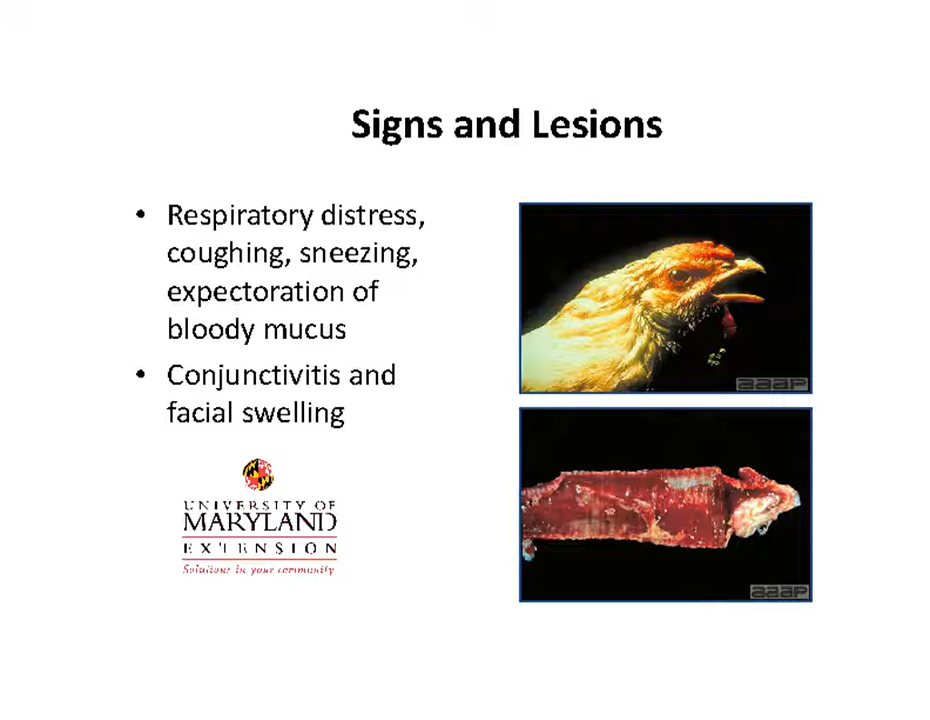 Signs and Lesions
• Respiratory distress,
coughing, sneezing,
expectoration of
bloody mucus
• Conjunctivitis and
facial swelling
UNIVERSITY OF
MARYLAND
EXTENSION
Solutions in your community
aaap
aaap